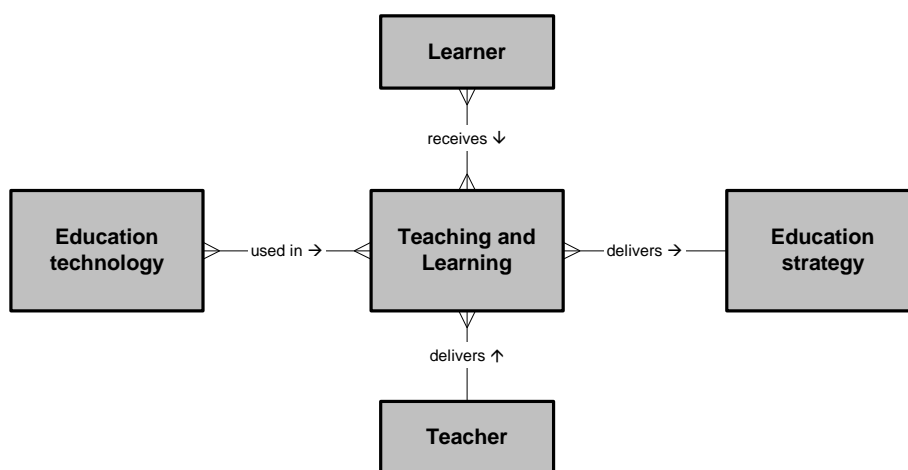 Learner
receives ↓
Education
technology
used in →
Teaching and
Learning
delivers →
Education
strategy
delivers ↑
Teacher